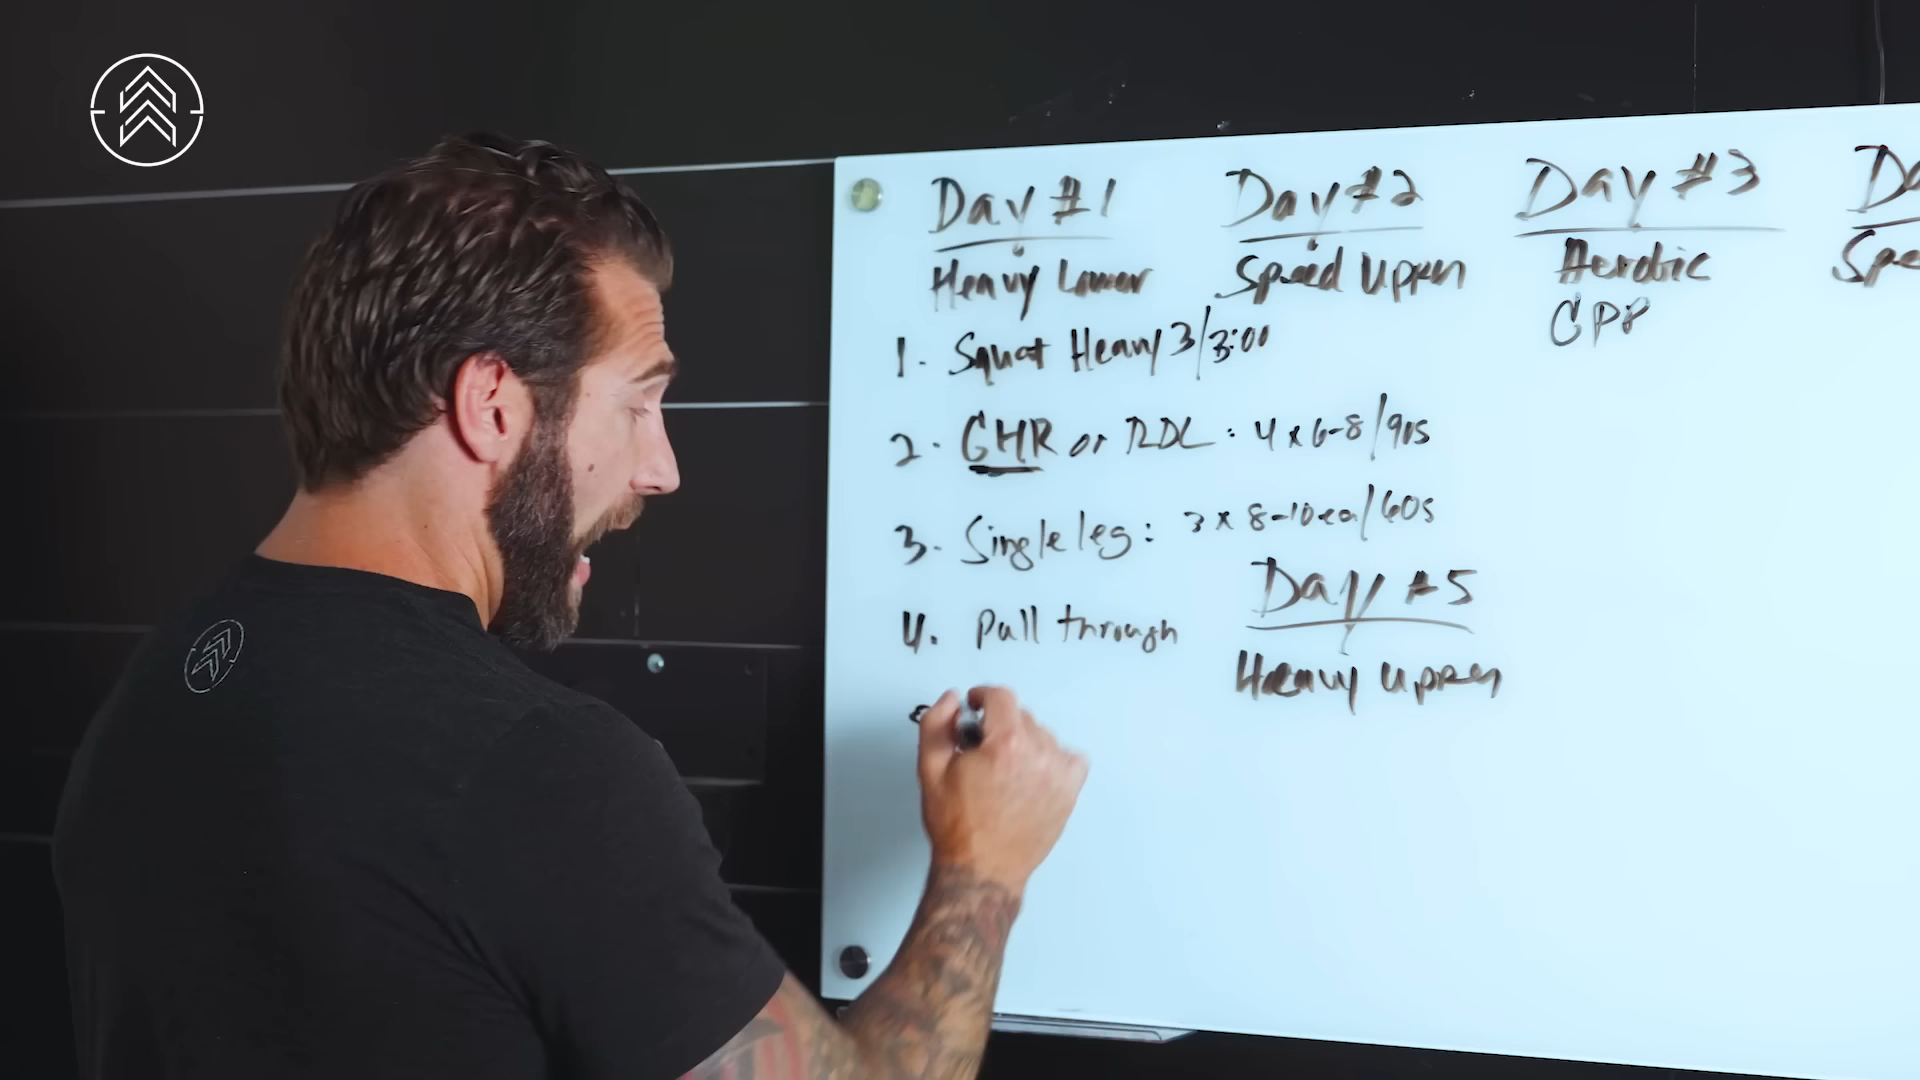 Day #1
Heavy Lower
1. Squat Heavy 3/3:00
2. GHR or RDL: 4 x 6-8/90s
3. Single leg: 3 x 8-10ea/60s
4. Pull through
Day #2
Speed Upper
Day #3
Aerobic
GPP
Day #5
Heavy Upper